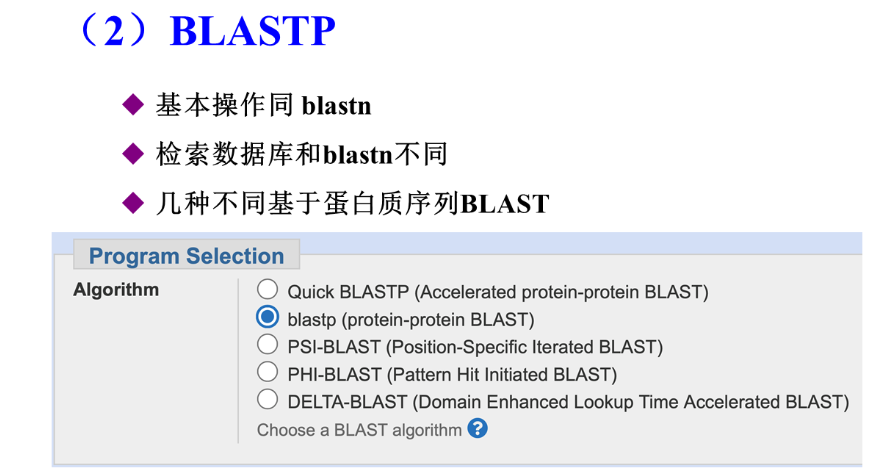 （2）BLASTP
基本操作同 blastn
检索数据库和blastn不同
几种不同基于蛋白质序列BLAST
Program Selection
Algorithm
Quick BLASTP (Accelerated protein-protein BLAST)
blastp (protein-protein BLAST)
PSI-BLAST (Position-Specific Iterated BLAST)
PHI-BLAST (Pattern Hit Initiated BLAST)
DELTA-BLAST (Domain Enhanced Lookup Time Accelerated BLAST)
Choose a BLAST algorithm ?